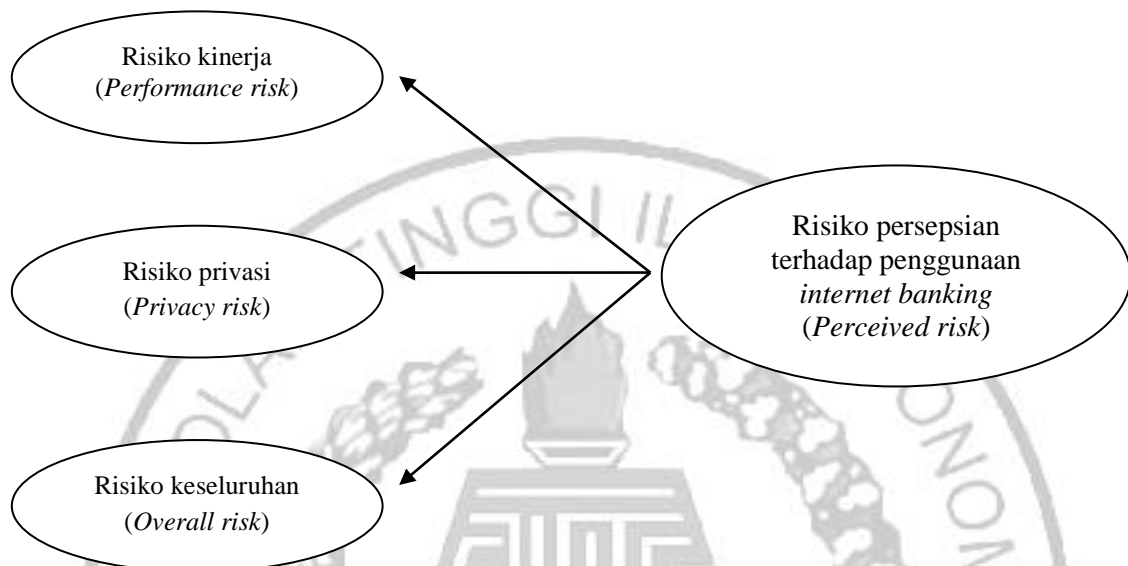 Risiko kinerja
(Performance risk)
Risiko privasi
(Privacy risk)
Risiko keseluruhan
(Overall risk)
Risiko persepsian
terhadap penggunaan
internet banking
(Perceived risk)
TINGGI